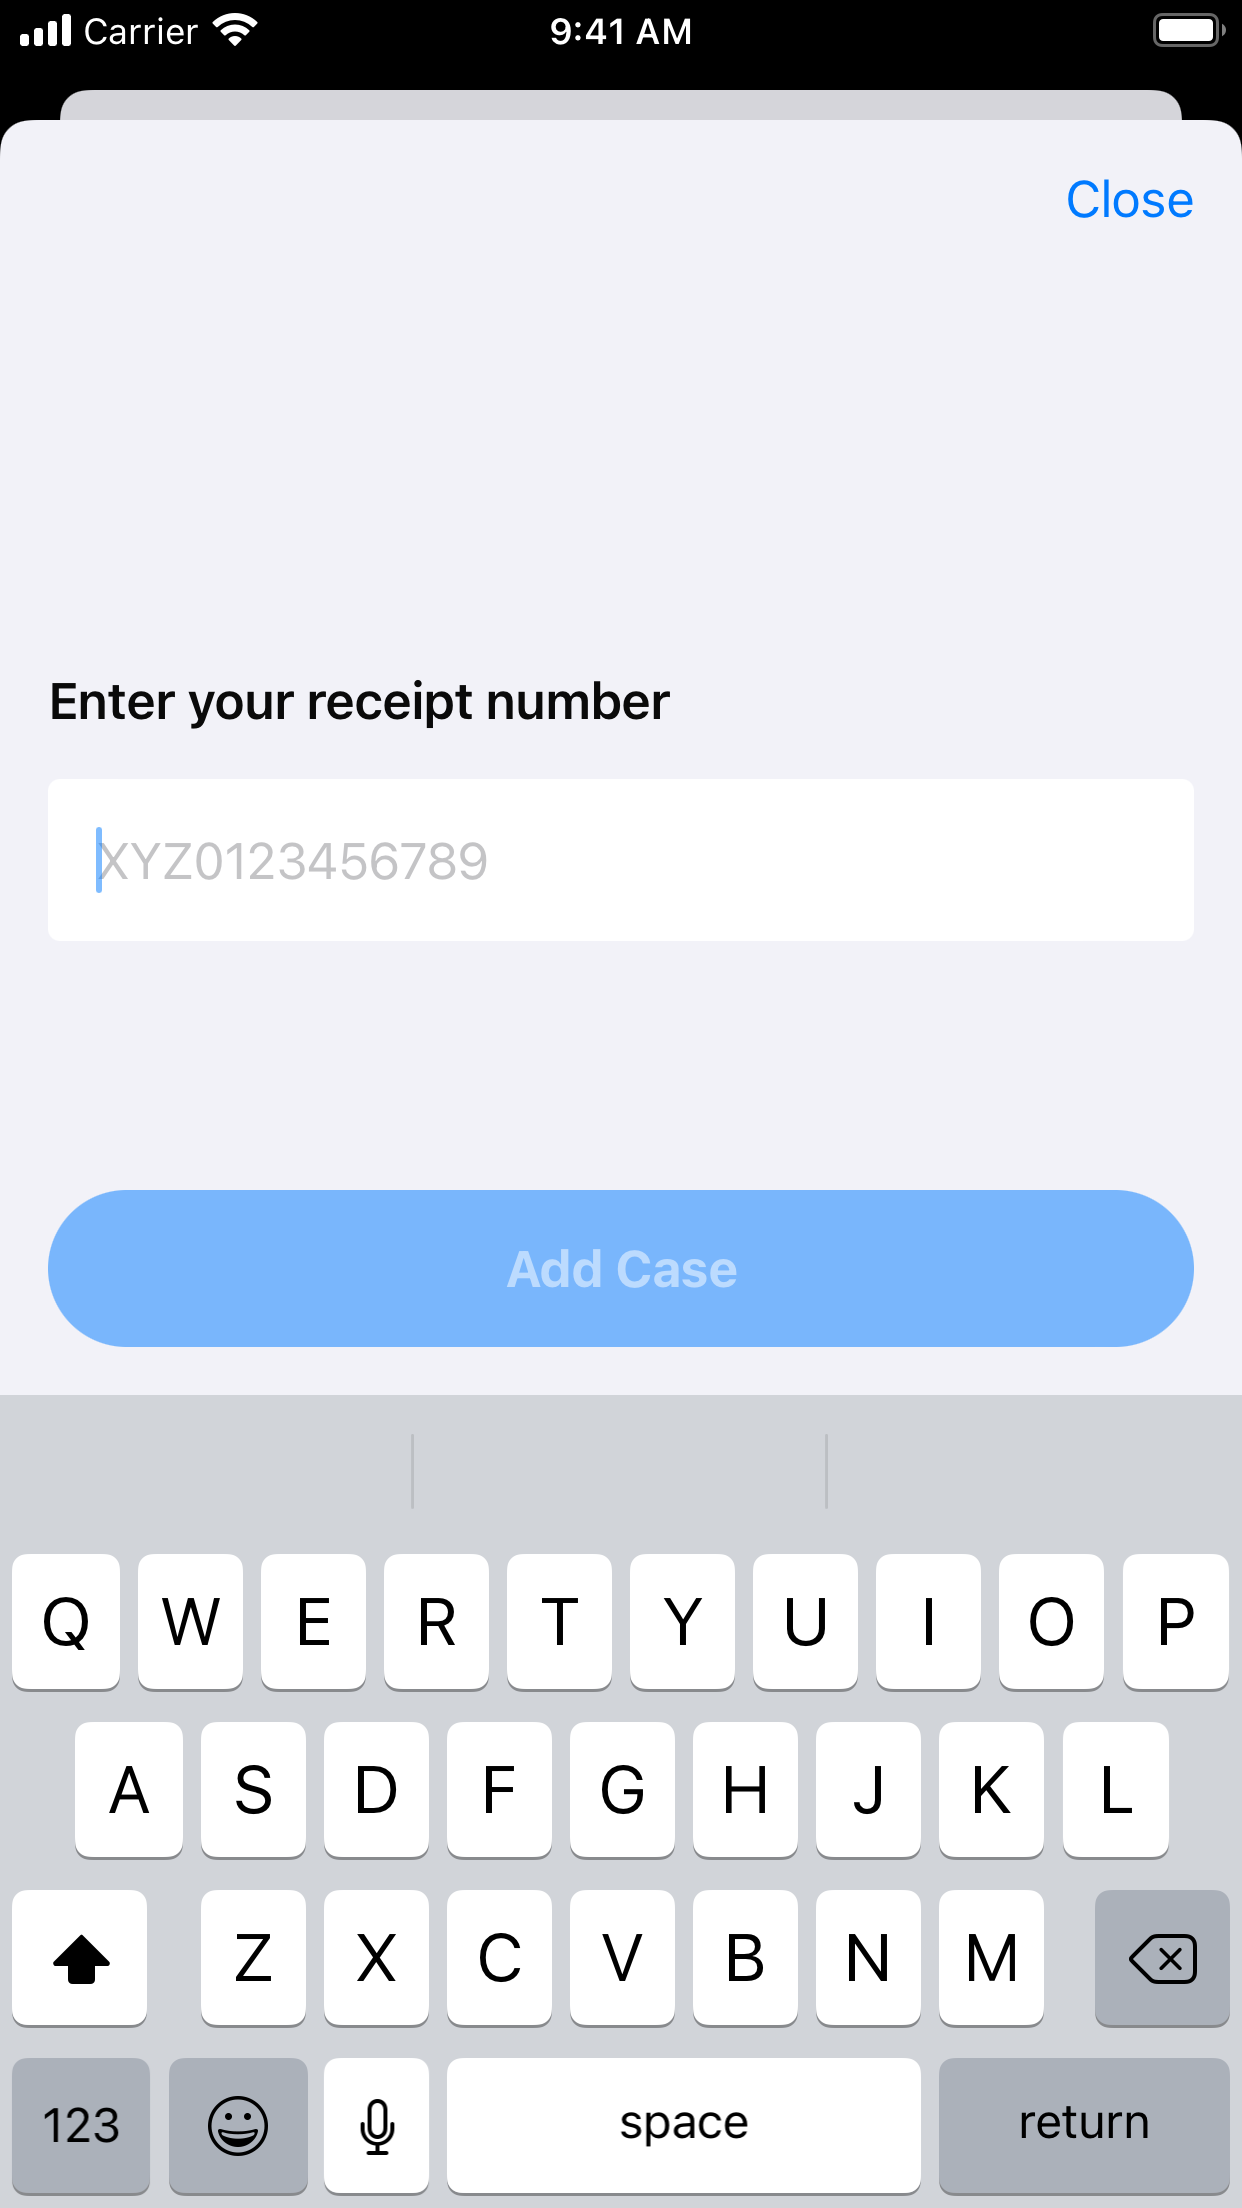 Carrier 9:41 AM
Close
Enter your receipt number
XYZ0123456789
Add Case
Q W E R T Y U I O P
A S D F G H J K L
Z X C V B N M
123 space return